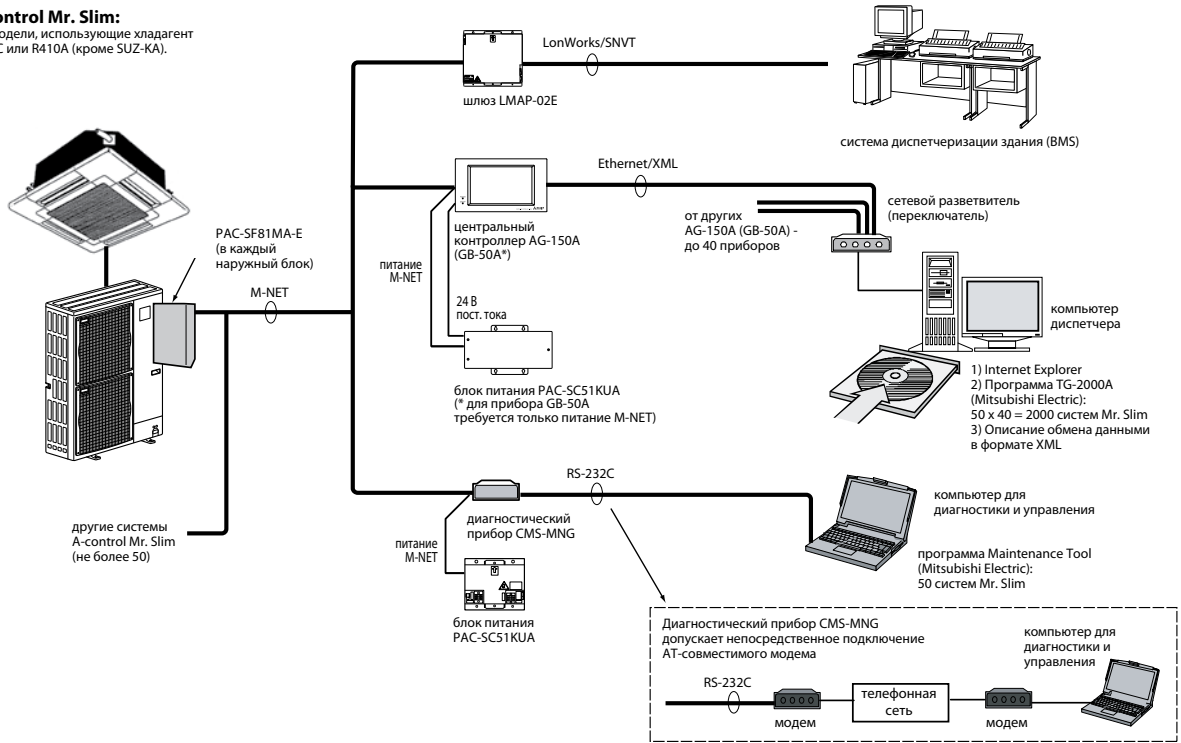 ontrol Mr. Slim:
одели, использующие хладагент
С или R410A (кроме SUZ-KA).
LonWorks/SNVT
шлюз LMAP-02E
система диспетчеризации здания (BMS)
PAC-SF81MA-E
(в каждый
наружный блок)
M-NET
другие системы
A-control Mr. Slim
(не более 50)
Ethernet/XML
центральный
контроллер AG-150A
(GB-50A*)
питание
M-NET
24 В
пост. тока
блок питания PAC-SC51KUA
(* для прибора GB-50A
требуется только питание M-NET)
от других
AG-150A (GB-50A) -
до 40 приборов
сетевой разветвитель
(переключатель)
компьютер
диспетчера
1) Internet Explorer
2) Программа TG-2000A
(Mitsubishi Electric):
50 x 40 = 2000 систем Mr. Slim
3) Описание обмена данными
в формате XML
RS-232C
диагностический
прибор CMS-MNG
питание
M-NET
блок питания
PAC-SC51KUA
компьютер для
диагностики и управления
программа Maintenance Tool
(Mitsubishi Electric):
50 систем Mr. Slim
Диагностический прибор CMS-MNG
допускает непосредственное подключение
АТ-совместимого модема
RS-232C
модем
телефонная
сеть
модем
компьютер для
диагностики и
управления